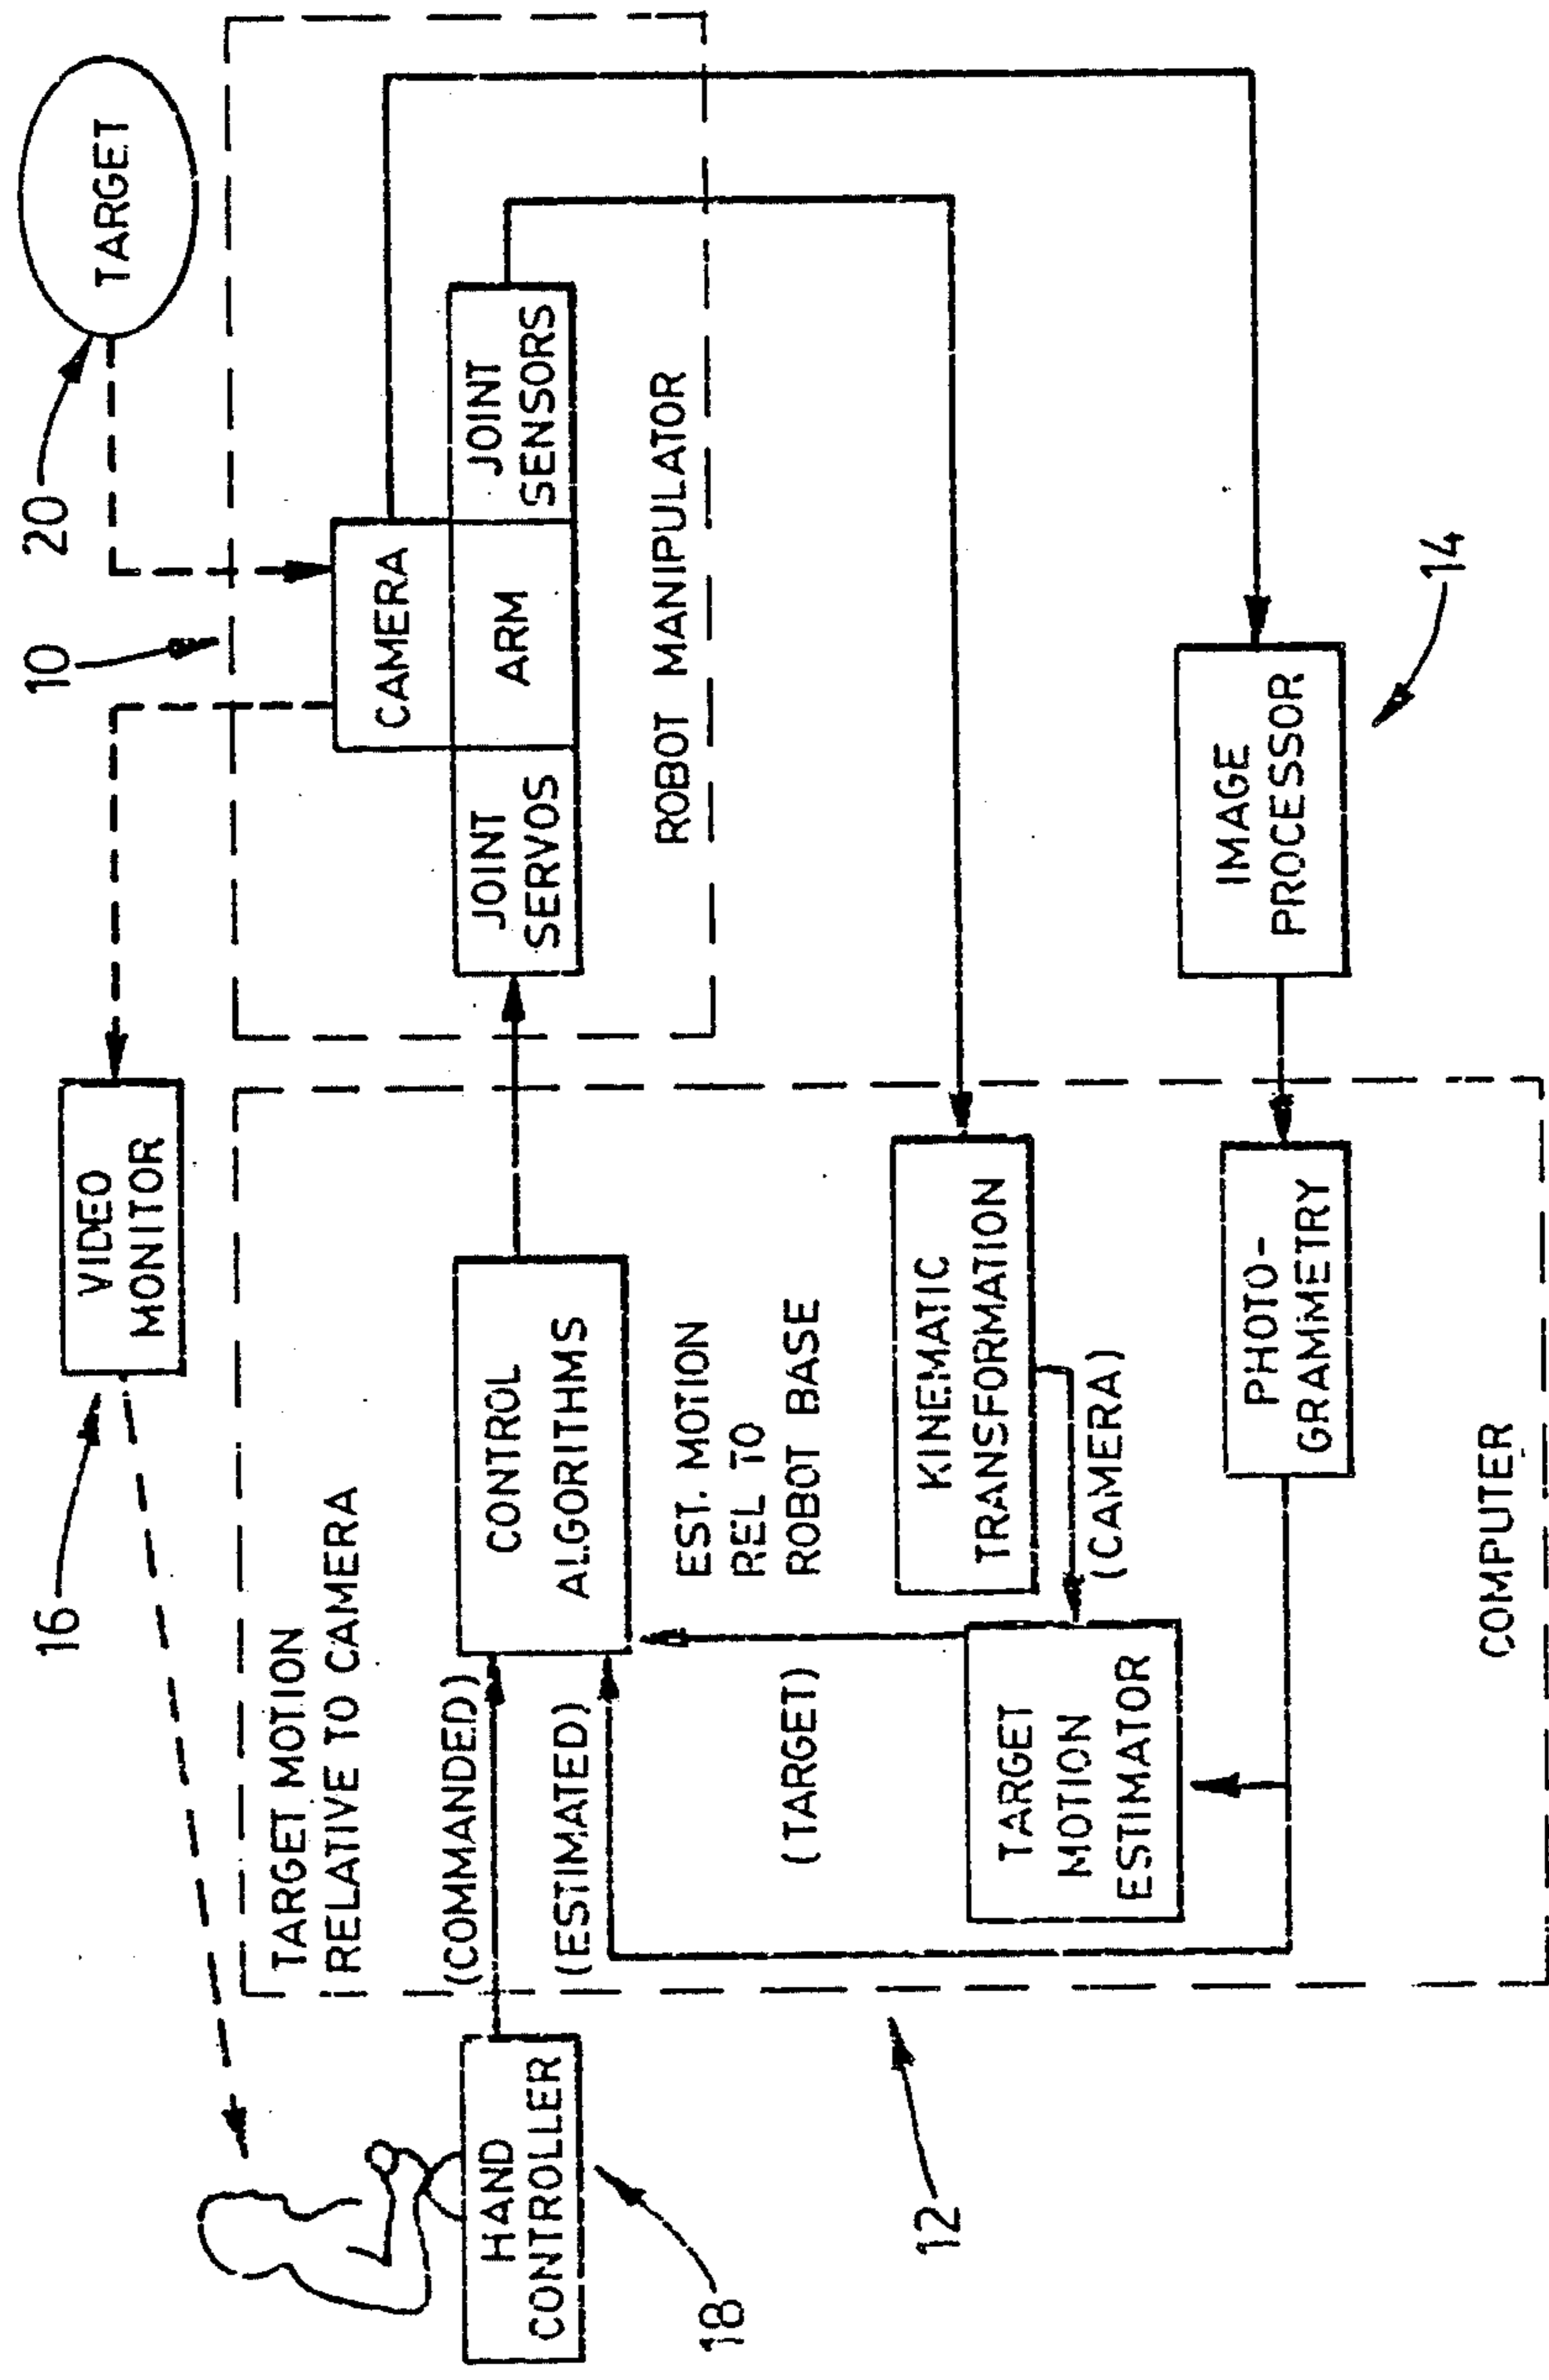 16
VIDEO
MONITOR
10
20
TARGET
TARGET MOTION
RELATIVE TO CAMERA
(COMMANDED)
(ESTIMATED)
HAND
CONTROLLER
18
CONTROL
ALGORITHMS
CAMERA
JOINT
SERVOS
ARM
JOINT
SENSORS
ROBOT MANIPULATOR
EST. MOTION
REL TO
ROBOT BASE
(TARGET)
12
KINEMATIC
TRANSFORMATION
(CAMERA)
TARGET
MOTION
ESTIMATOR
PHOTO-
GRAMMETRY
IMAGE
PROCESSOR
14
COMPUTER